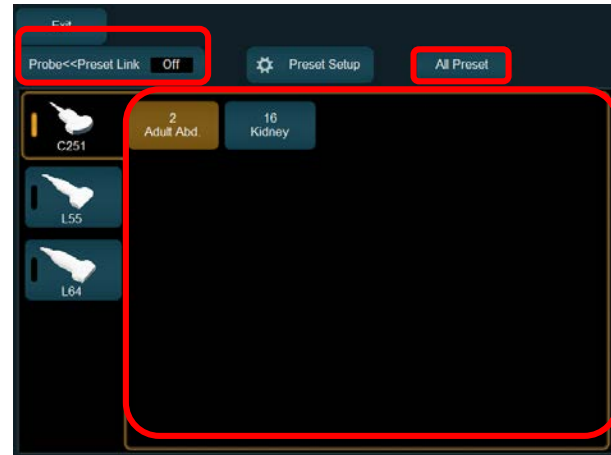 Exit
Probe<<Preset Link Off
Preset Setup
All Preset
C251
2
Adult Abd.
16
Kidney
L55
L64